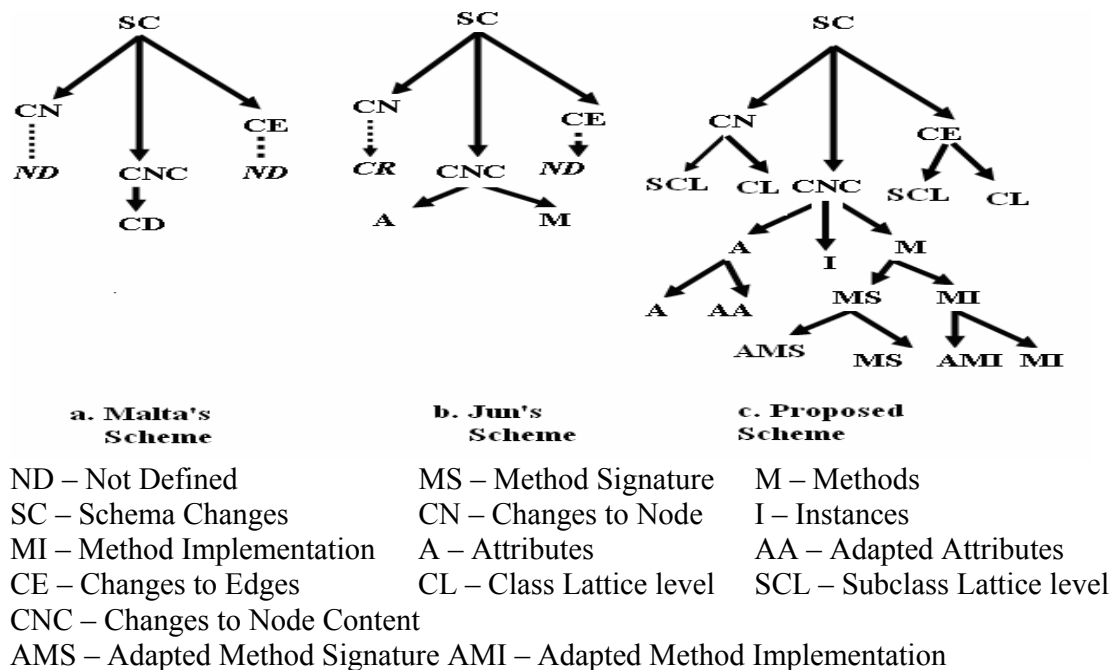 SC SC SC
CN CN CN
CE CE CE
ND CNC ND CR CNC ND SCL CL CNC SCL CL
CD A M A I M
A AA MS MI
AMS MS AMI MI
a. Malta's Scheme
b. Jun's Scheme
c. Proposed Scheme
ND – Not Defined MS – Method Signature M – Methods
SC – Schema Changes CN – Changes to Node I – Instances
MI – Method Implementation A – Attributes AA – Adapted Attributes
CE – Changes to Edges CL – Class Lattice level SCL – Subclass Lattice level
CNC – Changes to Node Content
AMS – Adapted Method Signature AMI – Adapted Method Implementation